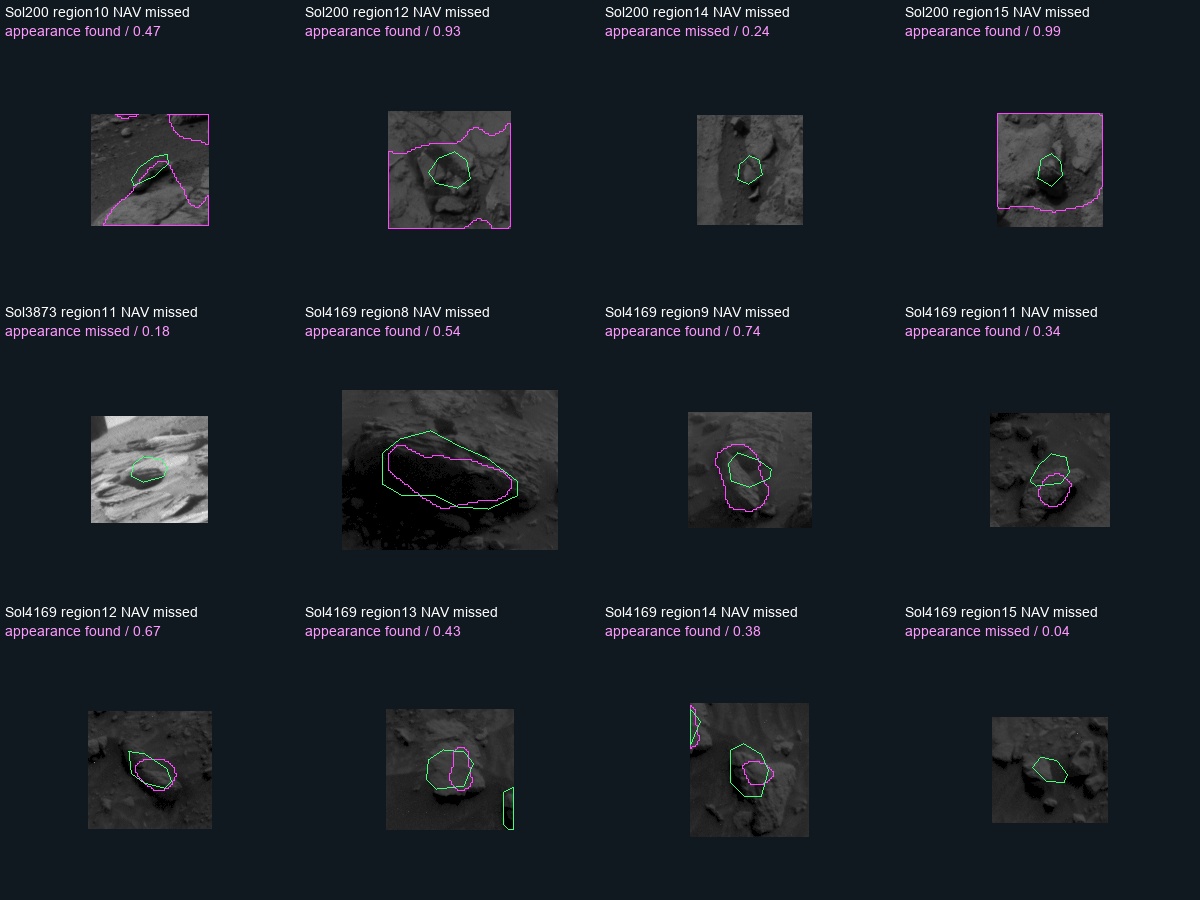 Sol200 region10 NAV missed
appearance found / 0.47
Sol200 region12 NAV missed
appearance found / 0.93
Sol200 region14 NAV missed
appearance missed / 0.24
Sol200 region15 NAV missed
appearance found / 0.99
Sol3873 region11 NAV missed
appearance missed / 0.18
Sol4169 region8 NAV missed
appearance found / 0.54
Sol4169 region9 NAV missed
appearance found / 0.74
Sol4169 region11 NAV missed
appearance found / 0.34
Sol4169 region12 NAV missed
appearance found / 0.67
Sol4169 region13 NAV missed
appearance found / 0.43
Sol4169 region14 NAV missed
appearance found / 0.38
Sol4169 region15 NAV missed
appearance missed / 0.04